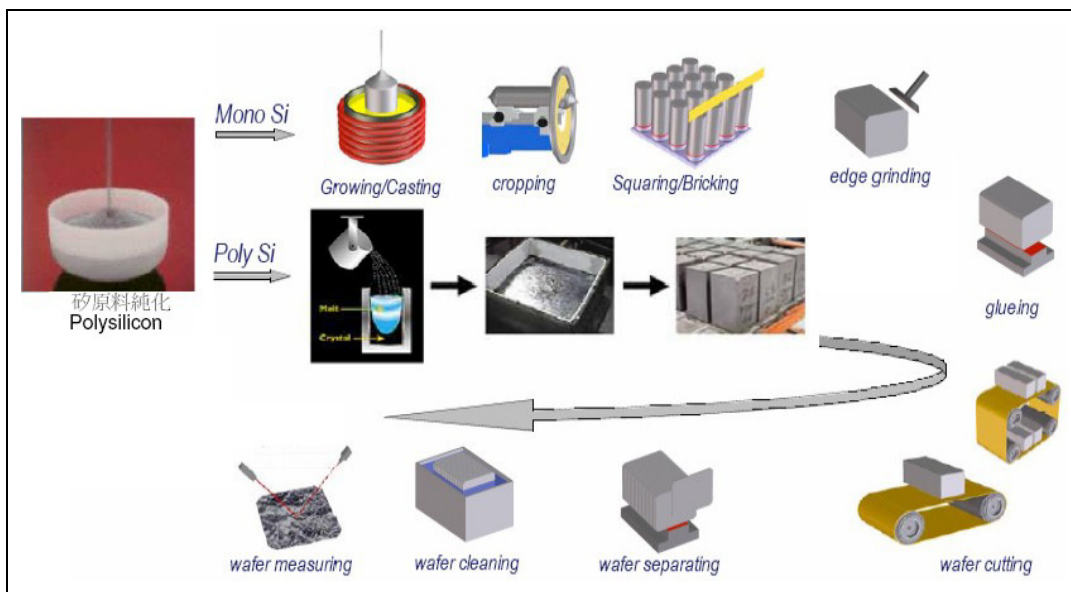 Mono Si
Growing/Casting
cropping
Squaring/Bricking
edge grinding
矽原料純化
Polysilicon
Poly Si
Melt
Crystal
glueing
wafer cutting
wafer separating
wafer cleaning
wafer measuring